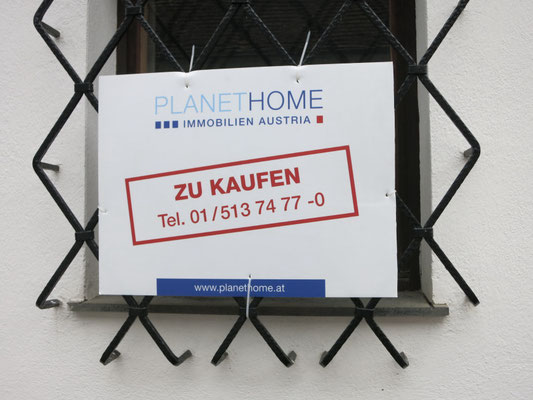 PLANETHOME
IMMOBILIEN AUSTRIA
ZU KAUFEN
Tel. 01/513 74 77 -0
www.planethome.at